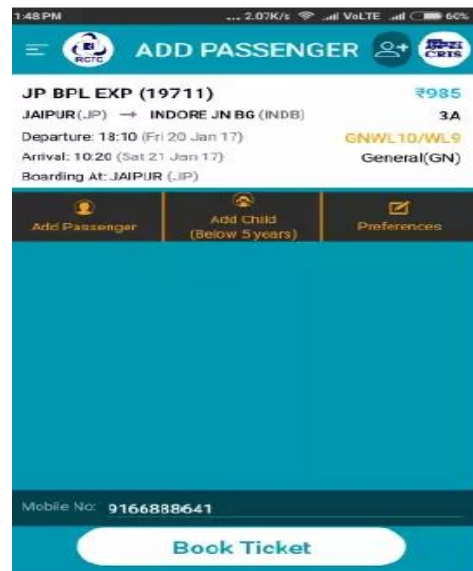 1:48 PM ... 2.07K/s VoLTE 60%
IRCTC ADD PASSENGER CRIS
JP BPL EXP (19711) ₹985
JAIPUR(JP) → INDORE JN BG (INDB) 3A
Departure: 18:10 (Fri 20 Jan 17) GNWL10/WL9
Arrival: 10:20 (Sat 21 Jan 17) General(GN)
Boarding At: JAIPUR (JP)
Add Passenger
Add Child
(Below 5 years)
Preferences
Mobile No: 9166888641
Book Ticket